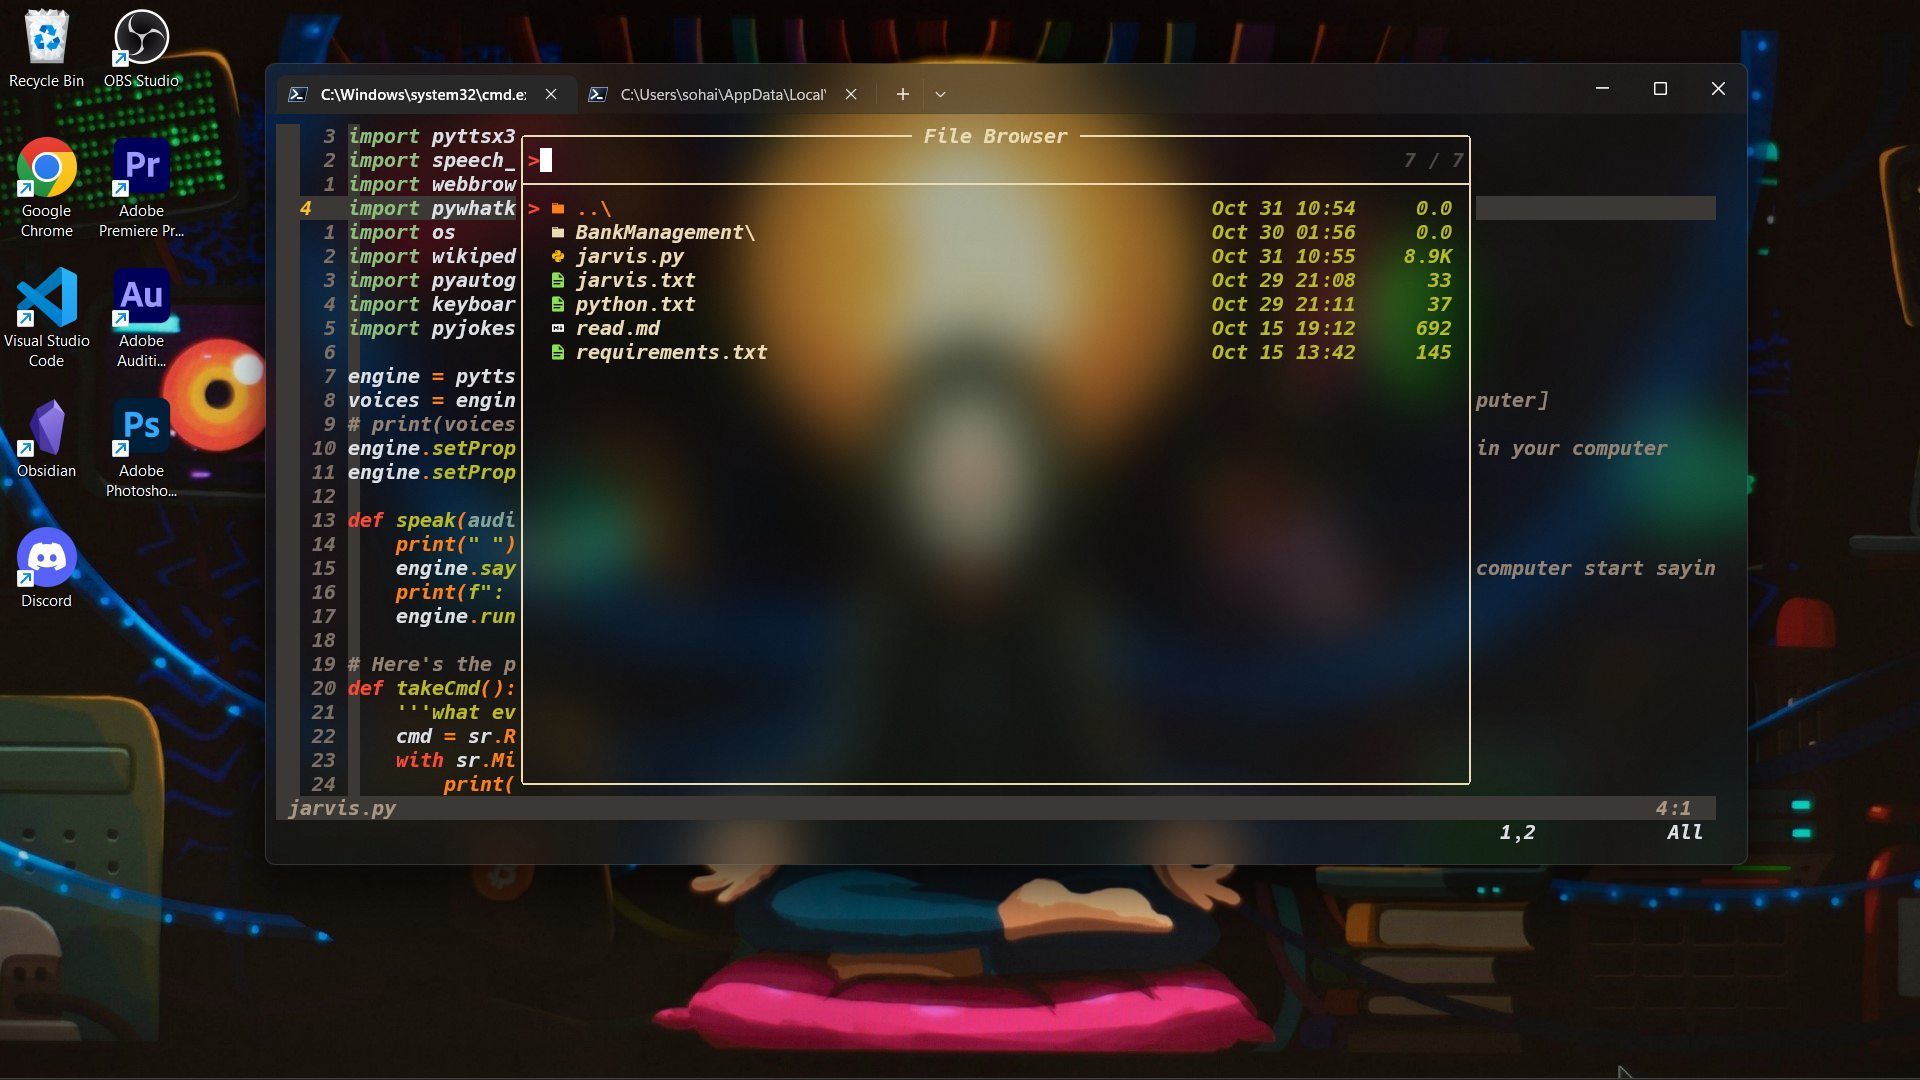 Recycle Bin
OBS Studio
Google Chrome
Adobe Premiere Pr...
Visual Studio Code
Adobe Auditi...
Obsidian
Adobe Photosho...
Discord
C:\Windows\system32\cmd.e
C:\Users\sohai\AppData\Local\
File Browser
> 7 / 7
> ..\ Oct 31 10:54 0.0
BankManagement\ Oct 30 01:56 0.0
jarvis.py Oct 31 10:55 8.9K
jarvis.txt Oct 29 21:08 33
python.txt Oct 29 21:11 37
read.md Oct 15 19:12 692
requirements.txt Oct 15 13:42 145
3 import pyttsx3
2 import speech_
1 import webbrow
4 import pywhatk
1 import os
2 import wikiped
3 import pyautog
4 import keyboar
5 import pyjokes
6
7 engine = pytts
8 voices = engin puter]
9 # print(voices
10 engine.setProp in your computer
11 engine.setProp
12
13 def speak(audi
14 print(" ")
15 engine.say computer start sayin
16 print(f":
17 engine.run
18
19 # Here's the p
20 def takeCmd():
21 '''what ev
22 cmd = sr.R
23 with sr.Mi
24 print(
jarvis.py 4:1
1,2 All